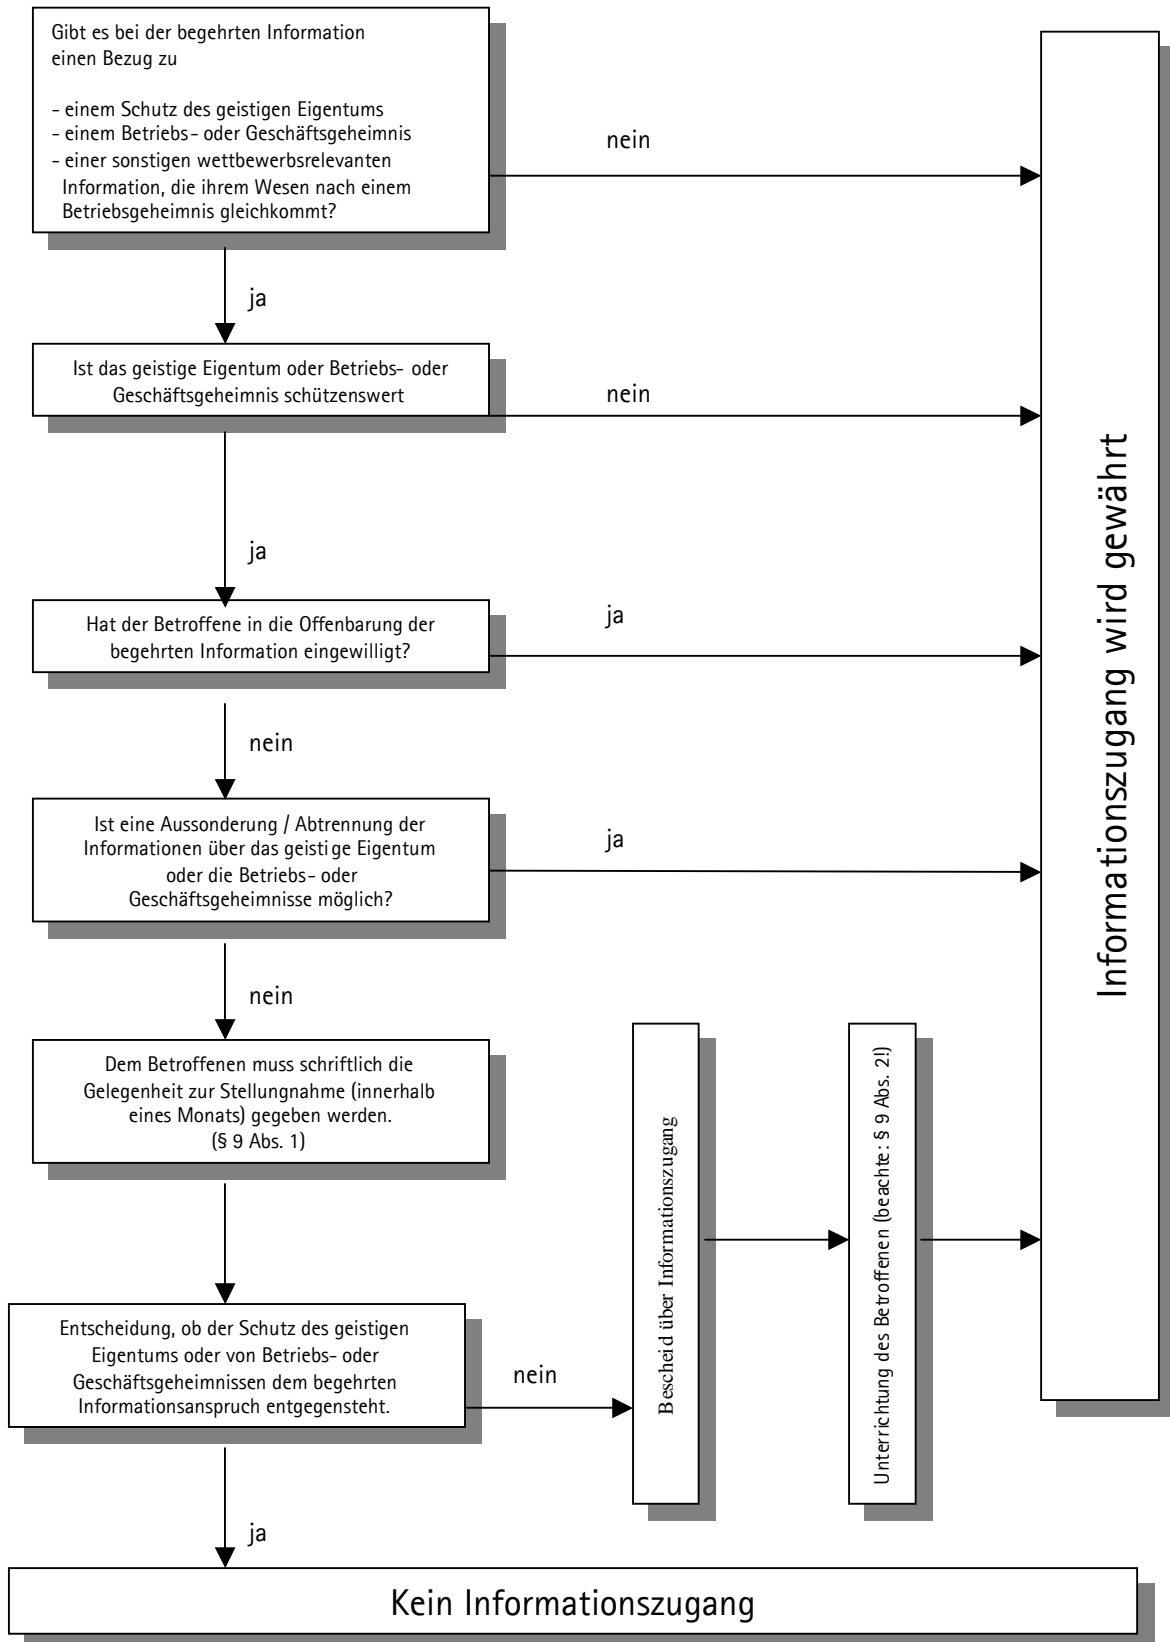 Gibt es bei der begehrten Information
einen Bezug zu
- einem Schutz des geistigen Eigentums
- einem Betriebs- oder Geschäftsgeheimnis
- einer sonstigen wettbewerbsrelevanten
Information, die ihrem Wesen nach einem
Betriebsgeheimnis gleichkommt?
nein
ja
Ist das geistige Eigentum oder Betriebs- oder
Geschäftsgeheimnis schützenswert
nein
ja
Hat der Betroffene in die Offenbarung der
begehrten Information eingewilligt?
ja
nein
Ist eine Aussonderung / Abtrennung der
Informationen über das geistige Eigentum
oder die Betriebs- oder
Geschäftsgeheimnisse möglich?
ja
nein
Dem Betroffenen muss schriftlich die
Gelegenheit zur Stellungnahme (innerhalb
eines Monats) gegeben werden.
(§ 9 Abs. 1)
Entscheidung, ob der Schutz des geistigen
Eigentums oder von Betriebs- oder
Geschäftsgeheimnissen dem begehrten
Informationsanspruch entgegensteht.
nein
Bescheid über Informationszugang
Unterrichtung des Betroffenen (beachte: § 9 Abs. 2!)
Informationszugang wird gewährt
ja
Kein Informationszugang